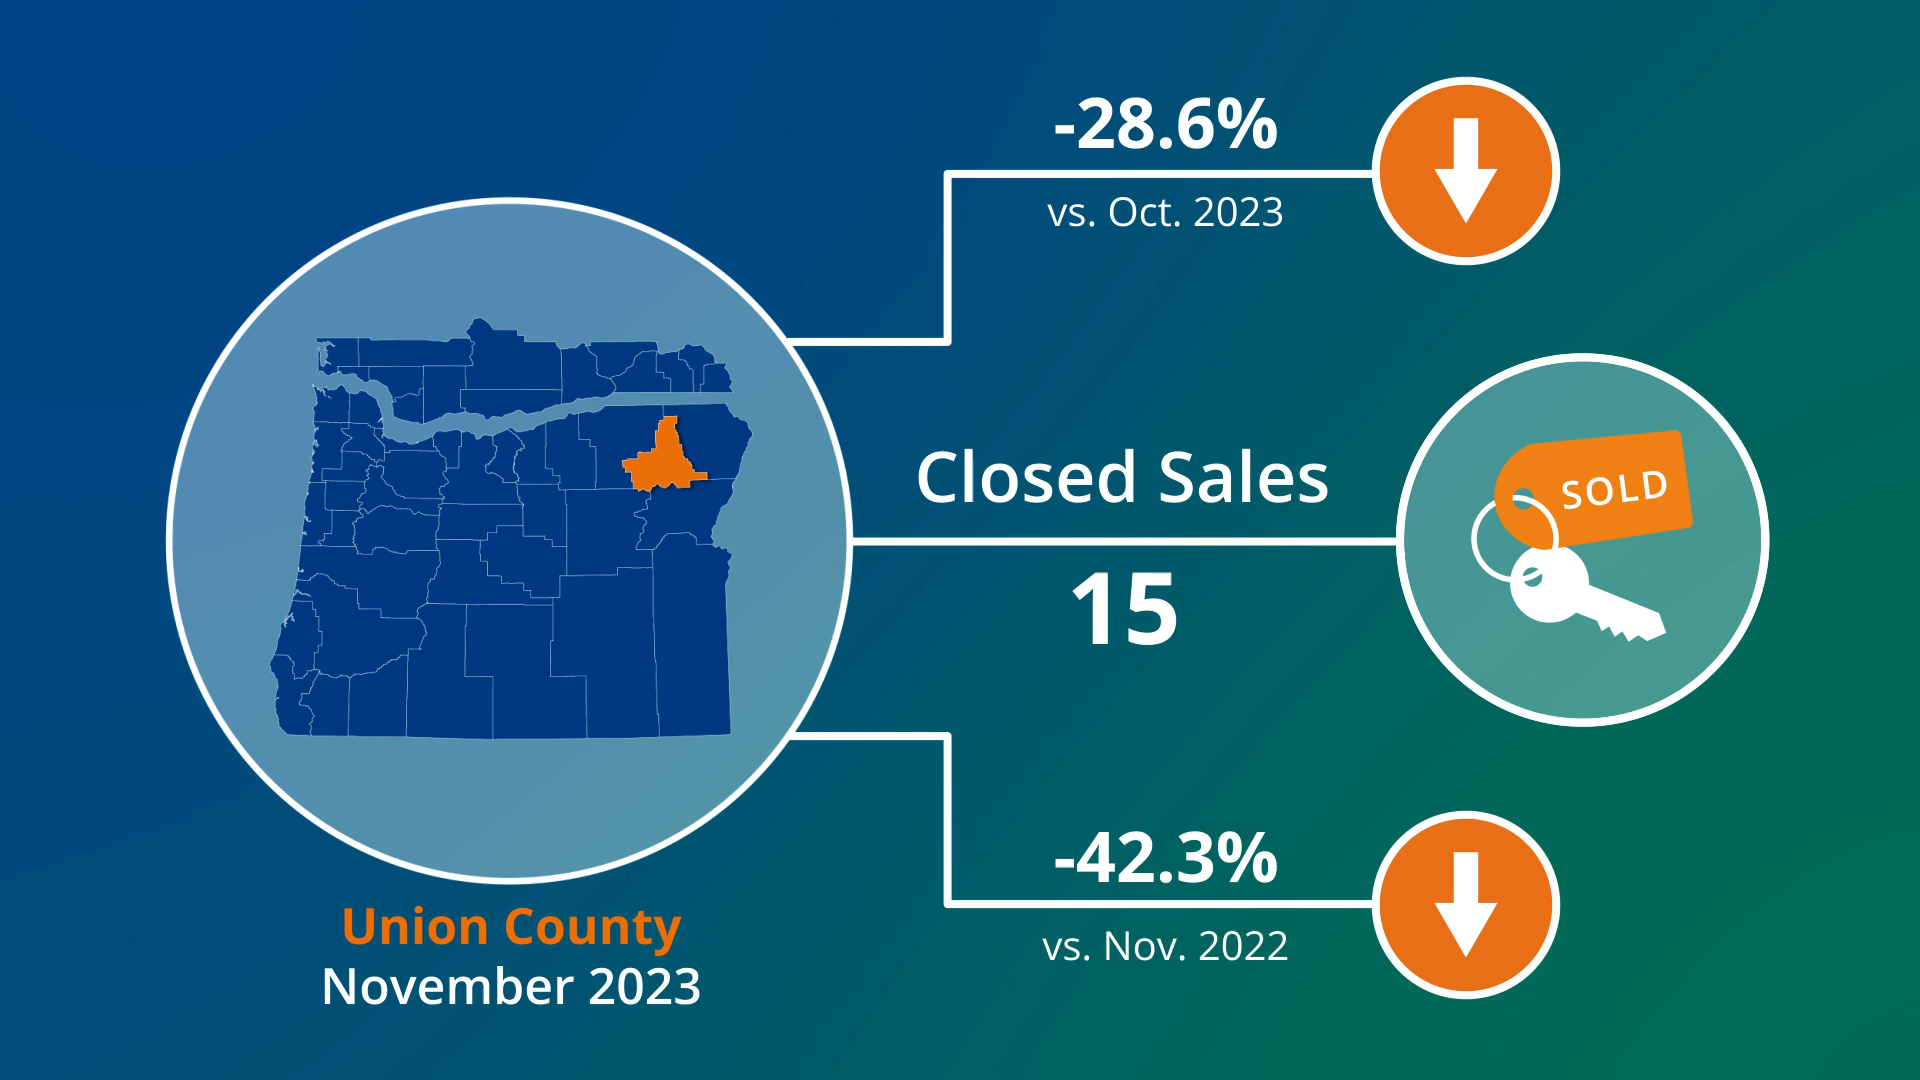 -28.6%
vs. Oct. 2023
Closed Sales
15
SOLD
-42.3%
vs. Nov. 2022
Union County
November 2023